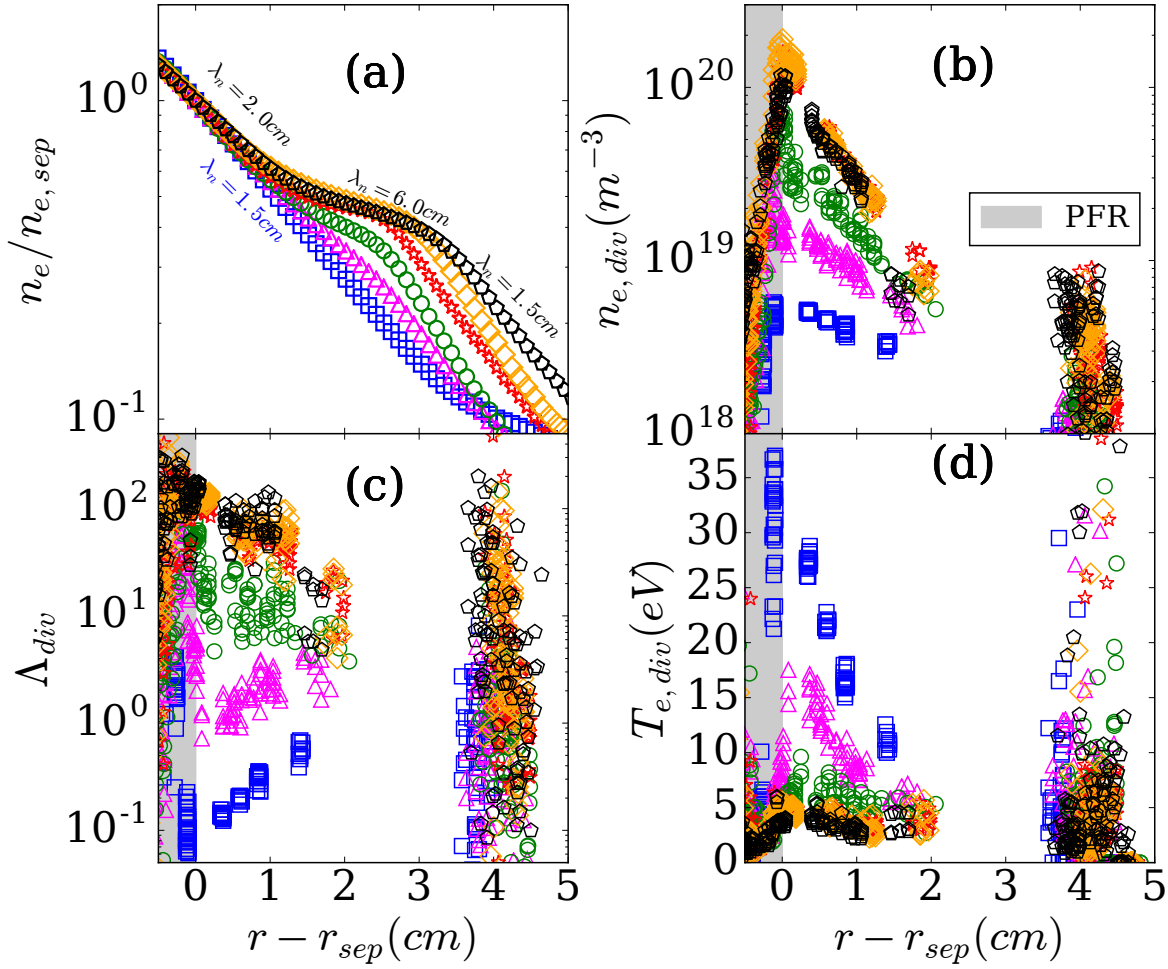 (a)
λn = 2.0cm
λn = 6.0cm
λn = 1.5cm
λn = 1.5cm
10^0
10^-1
ne/ne,sep
(b)
10^20
10^19
10^18
ne,div(m^-3)
PFR
(c)
10^2
10^1
10^0
10^-1
Λdiv
0 1 2 3 4 5
r − rsep(cm)
(d)
35
30
25
20
15
10
5
0
Te,div(eV)
0 1 2 3 4 5
r − rsep(cm)